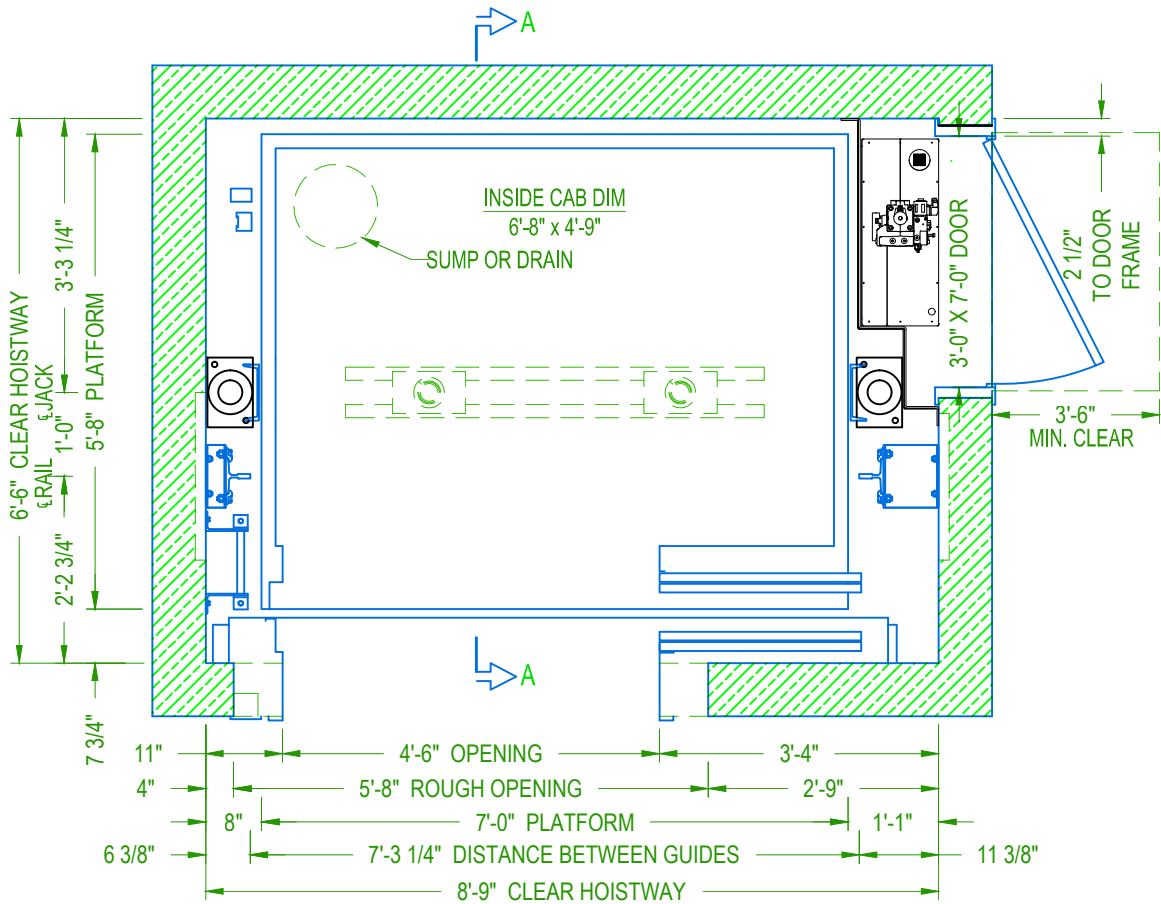 A
INSIDE CAB DIM
6'-8" x 4'-9"
SUMP OR DRAIN
6'-6" CLEAR HOISTWAY
℄RAIL
℄JACK
3'-3 1/4"
1'-0"
2'-2 3/4"
5'-8" PLATFORM
7 3/4"
3'-0" X 7'-0" DOOR
2 1/2"
TO DOOR
FRAME
3'-6"
MIN. CLEAR
A
11"
4'-6" OPENING
3'-4"
4"
5'-8" ROUGH OPENING
2'-9"
8"
7'-0" PLATFORM
1'-1"
6 3/8"
7'-3 1/4" DISTANCE BETWEEN GUIDES
11 3/8"
8'-9" CLEAR HOISTWAY